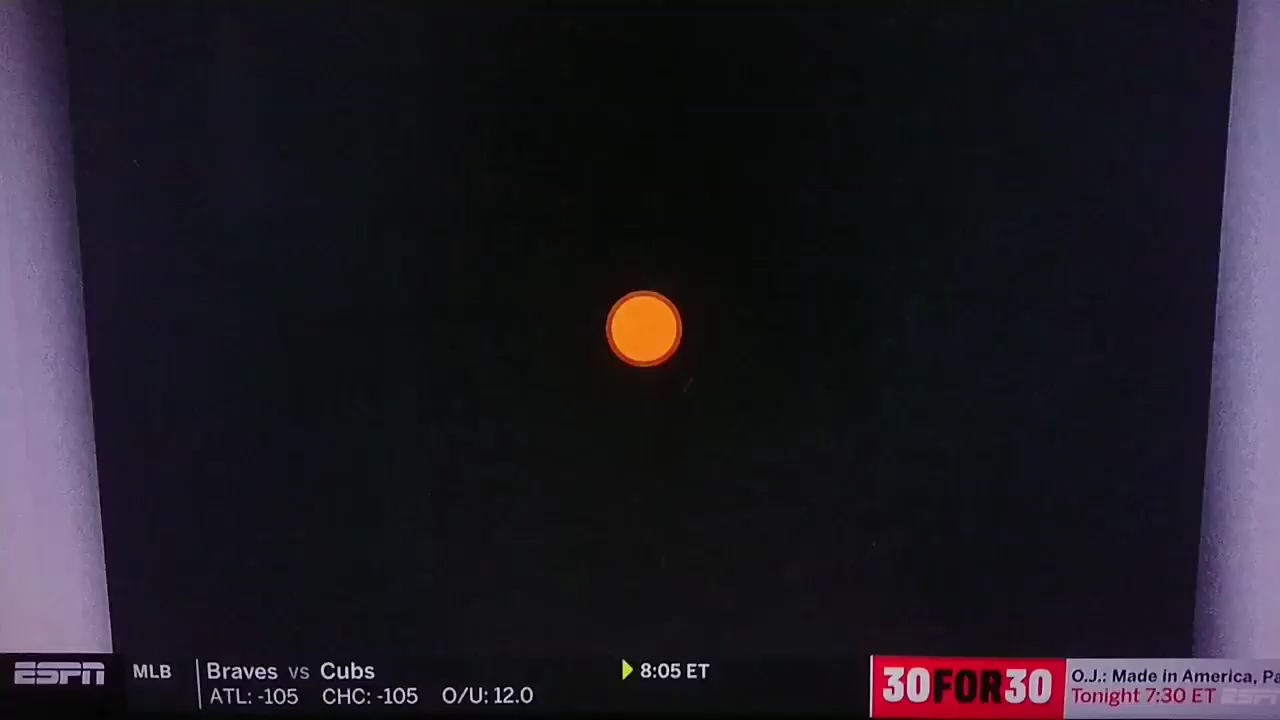 ESPN
MLB
Braves vs Cubs
ATL: -105 CHC: -105 O/U: 12.0
8:05 ET
30FOR30
O.J.: Made in America,
Tonight 7:30 ET
ESPN